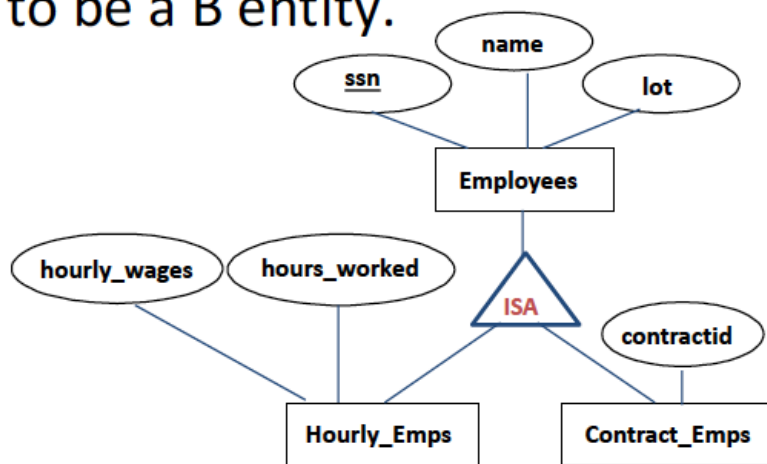 to be a B entity.
name
ssn
lot
Employees
hourly_wages
hours_worked
ISA
contractid
Hourly_Emps
Contract_Emps